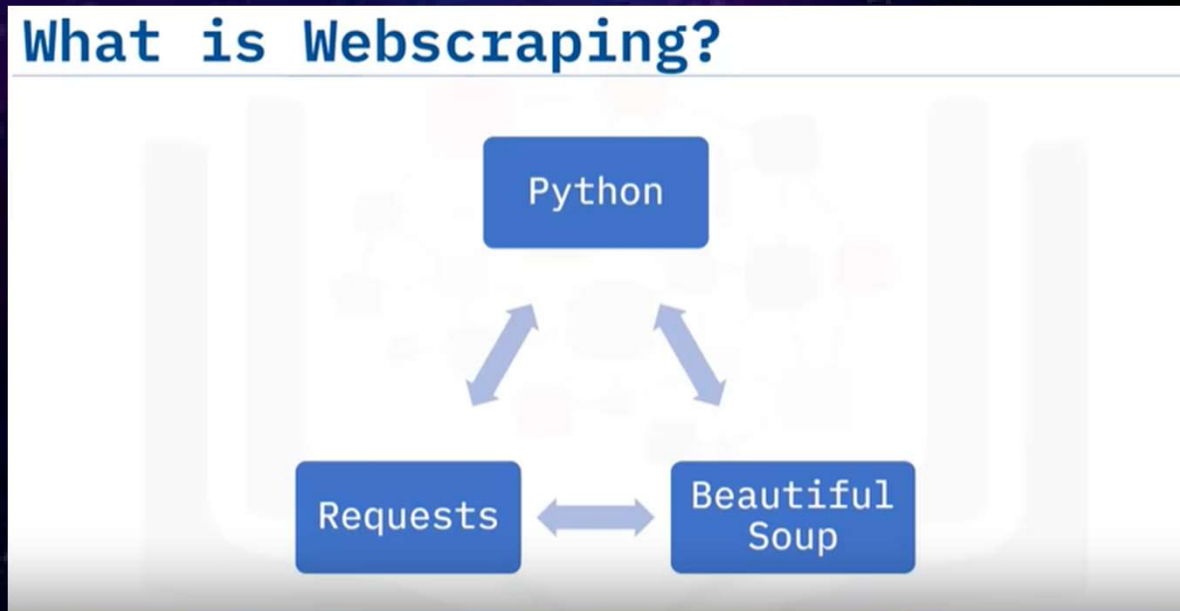 What is Webscraping?
Python
Requests
Beautiful
Soup